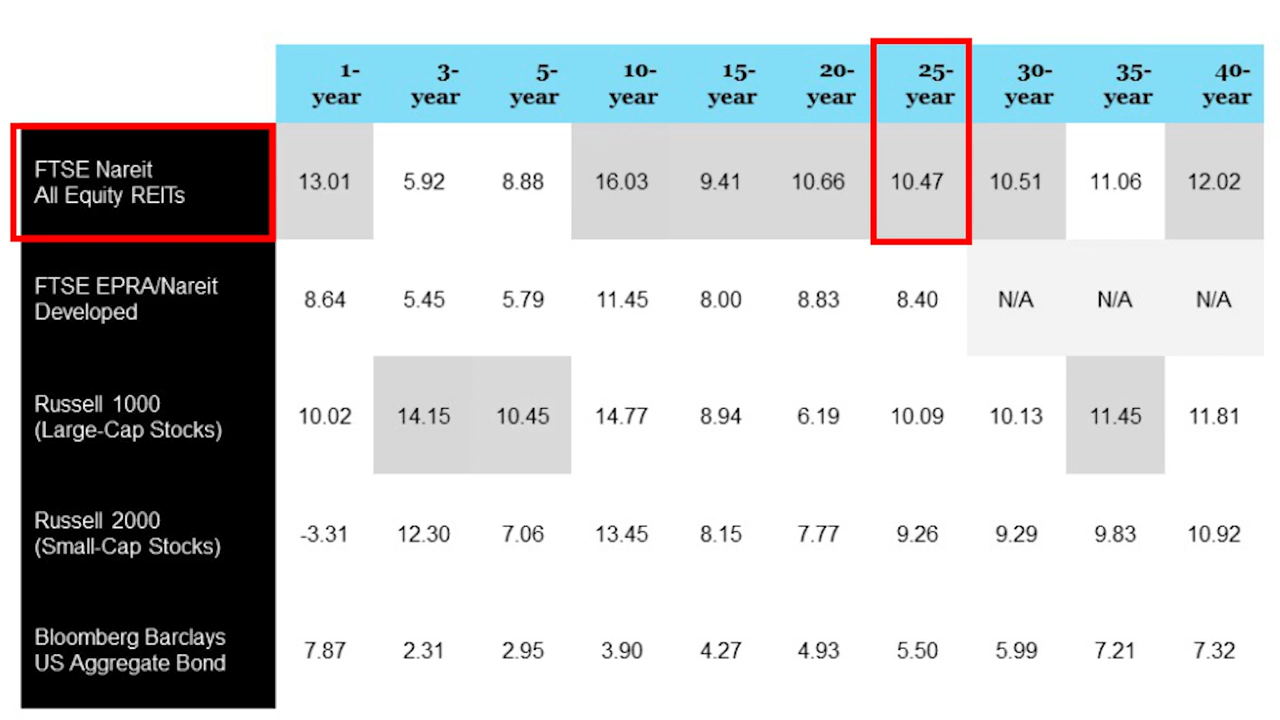 1-year 3-year 5-year 10-year 15-year 20-year 25-year 30-year 35-year 40-year
FTSE Nareit
All Equity REITs
13.01 5.92 8.88 16.03 9.41 10.66 10.47 10.51 11.06 12.02
FTSE EPRA/Nareit
Developed
8.64 5.45 5.79 11.45 8.00 8.83 8.40 N/A N/A N/A
Russell 1000
(Large-Cap Stocks)
10.02 14.15 10.45 14.77 8.94 6.19 10.09 10.13 11.45 11.81
Russell 2000
(Small-Cap Stocks)
-3.31 12.30 7.06 13.45 8.15 7.77 9.26 9.29 9.83 10.92
Bloomberg Barclays
US Aggregate Bond
7.87 2.31 2.95 3.90 4.27 4.93 5.50 5.99 7.21 7.32